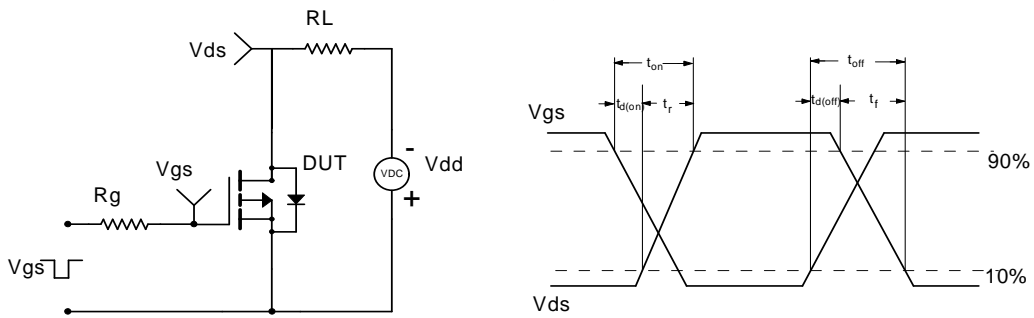 RL
Vds
DUT
VDC
-
+
Vdd
Vgs
Rg
Vgs
ton
toff
td(on)
tr
td(off)
tf
Vgs
90%
10%
Vds